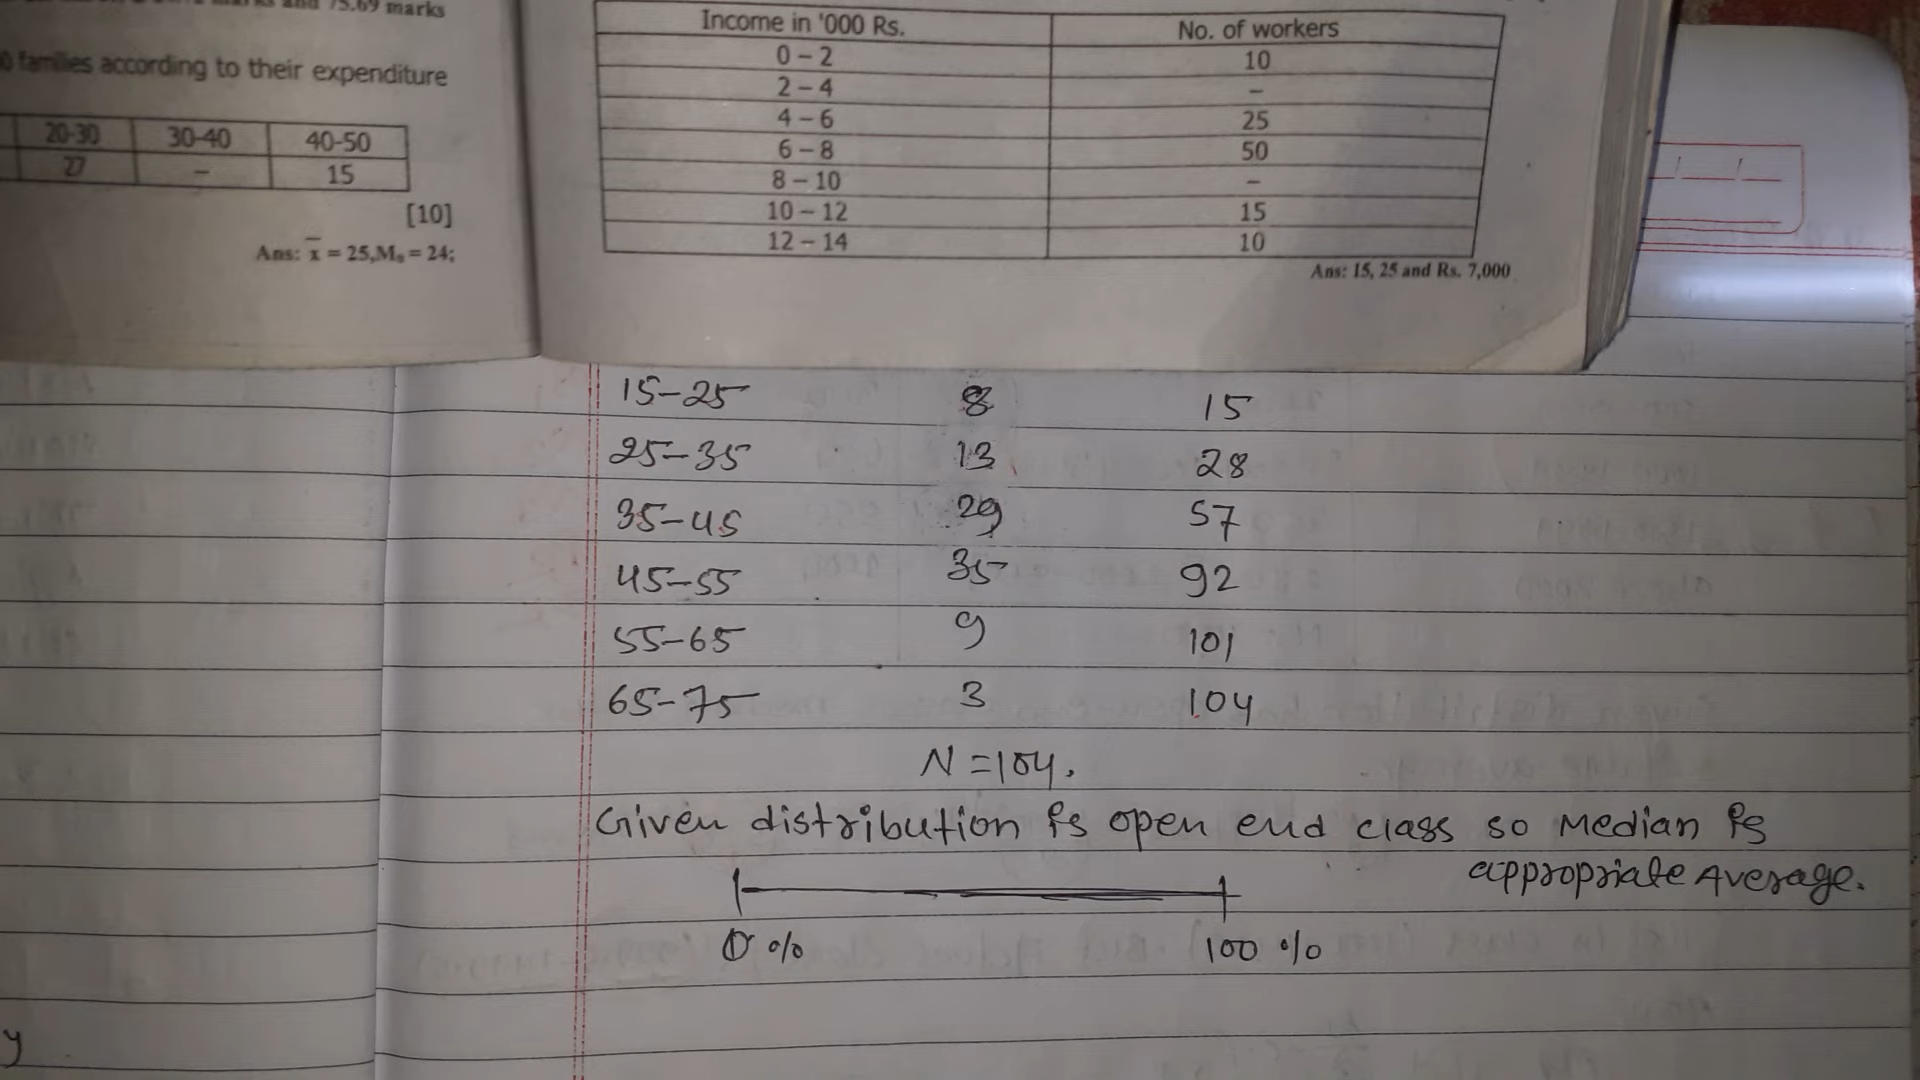 75.69 marks
families according to their expenditure
20-30 30-40 40-50
27 – 15
[10]
Ans: x̄ = 25, M₀ = 24;
Income in '000 Rs. No. of workers
0 – 2 10
2 – 4 –
4 – 6 25
6 – 8 50
8 – 10 –
10 – 12 15
12 – 14 10
Ans: 15, 25 and Rs. 7,000
15-25 8 15
25-35 13 28
35-45 29 57
45-55 35 92
55-65 9 101
65-75 3 104
N = 104.
Given distribution is open end class so Median is
appropriate Average.
0 % 100 %
y